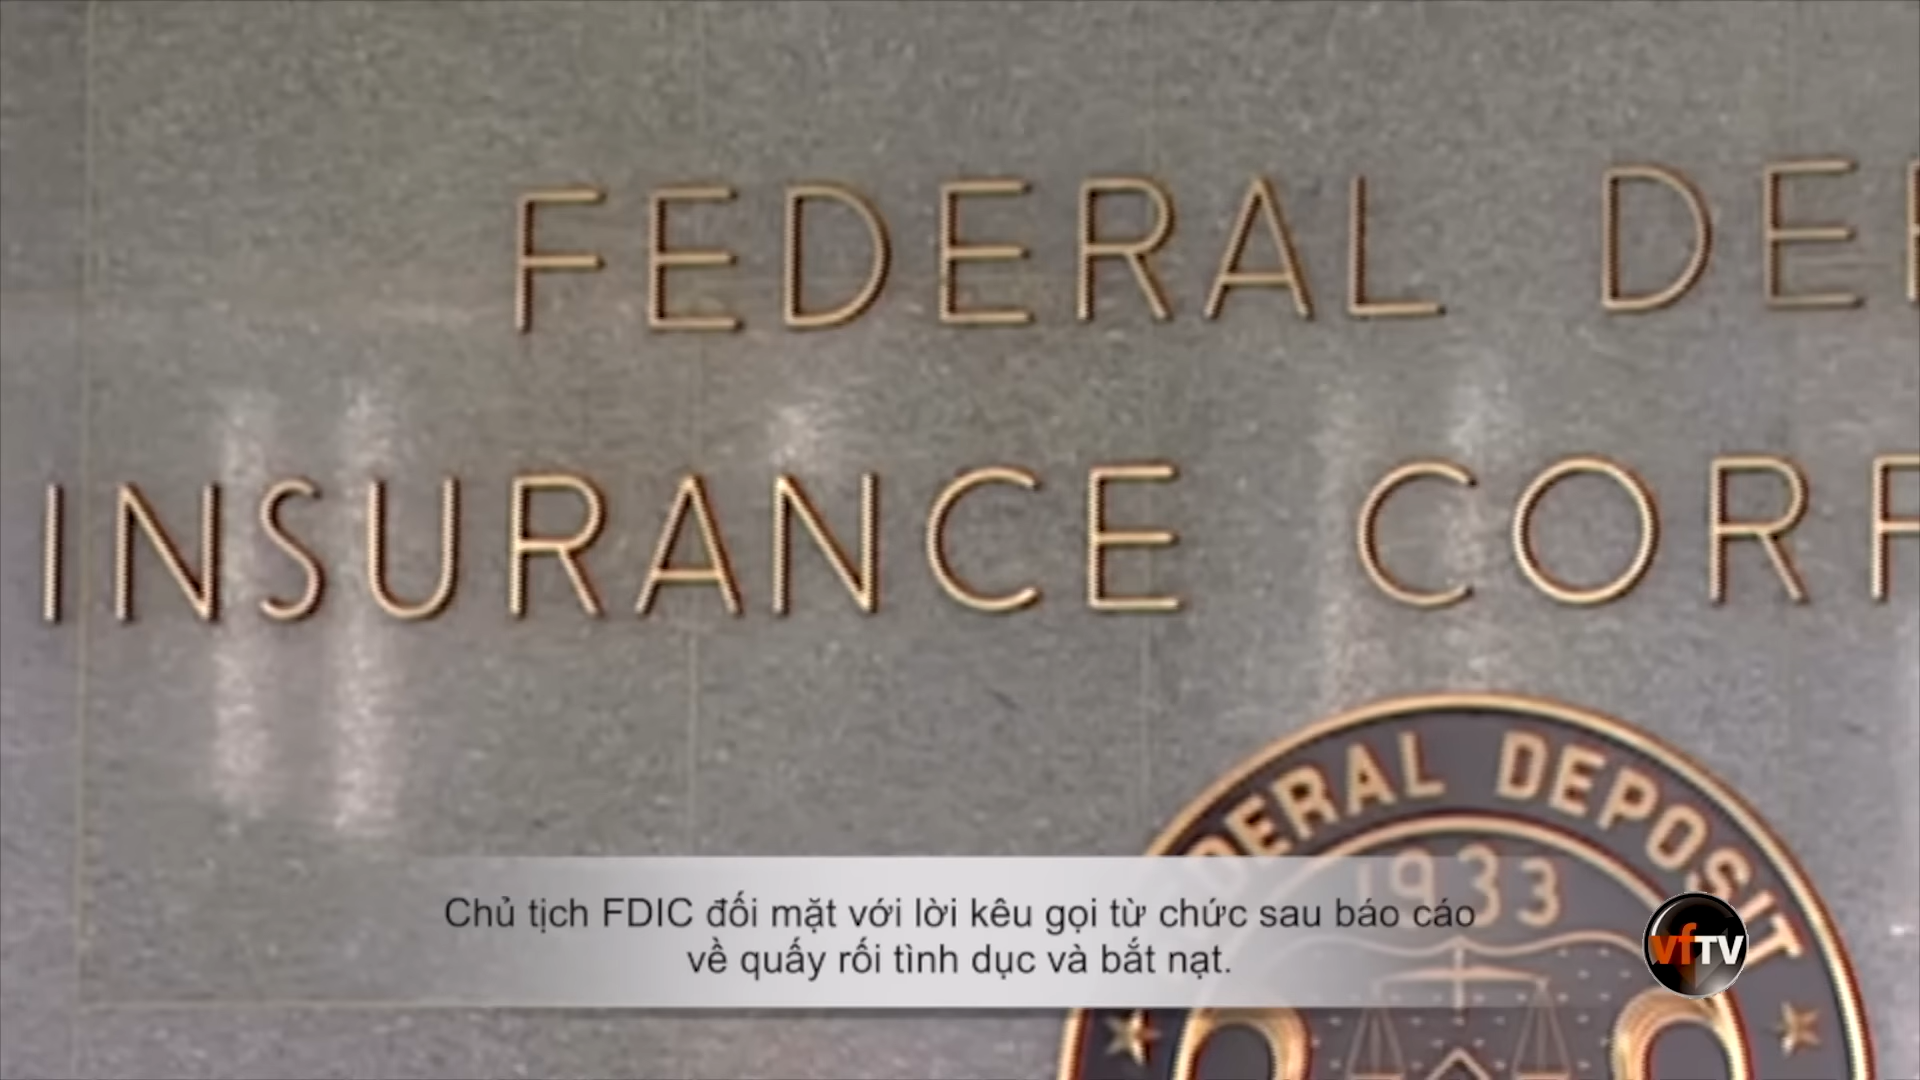 FEDERAL DE
INSURANCE COR
FEDERAL DEPOSIT
1933
Chủ tịch FDIC đối mặt với lời kêu gọi từ chức sau báo cáo
về quấy rối tình dục và bắt nạt.
vfTV